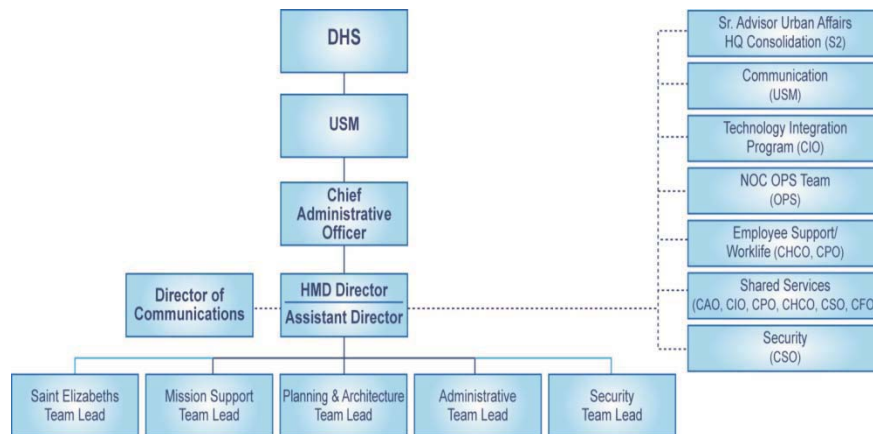 DHS
USM
Chief
Administrative
Officer
Director of
Communications
HMD Director
Assistant Director
Saint Elizabeths
Team Lead
Mission Support
Team Lead
Planning & Architecture
Team Lead
Administrative
Team Lead
Security
Team Lead
Sr. Advisor Urban Affairs
HQ Consolidation (S2)
Communication
(USM)
Technology Integration
Program (CIO)
NOC OPS Team
(OPS)
Employee Support/
Worklife (CHCO, CPO)
Shared Services
(CAO, CIO, CPO, CHCO, CSO, CFO)
Security
(CSO)